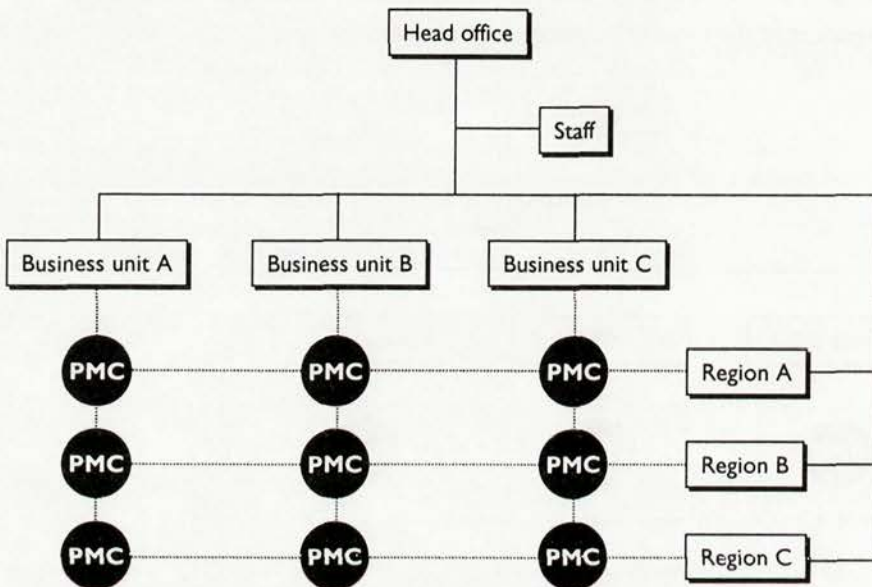 Head office
Staff
Business unit A Business unit B Business unit C
PMC PMC PMC Region A
PMC PMC PMC Region B
PMC PMC PMC Region C